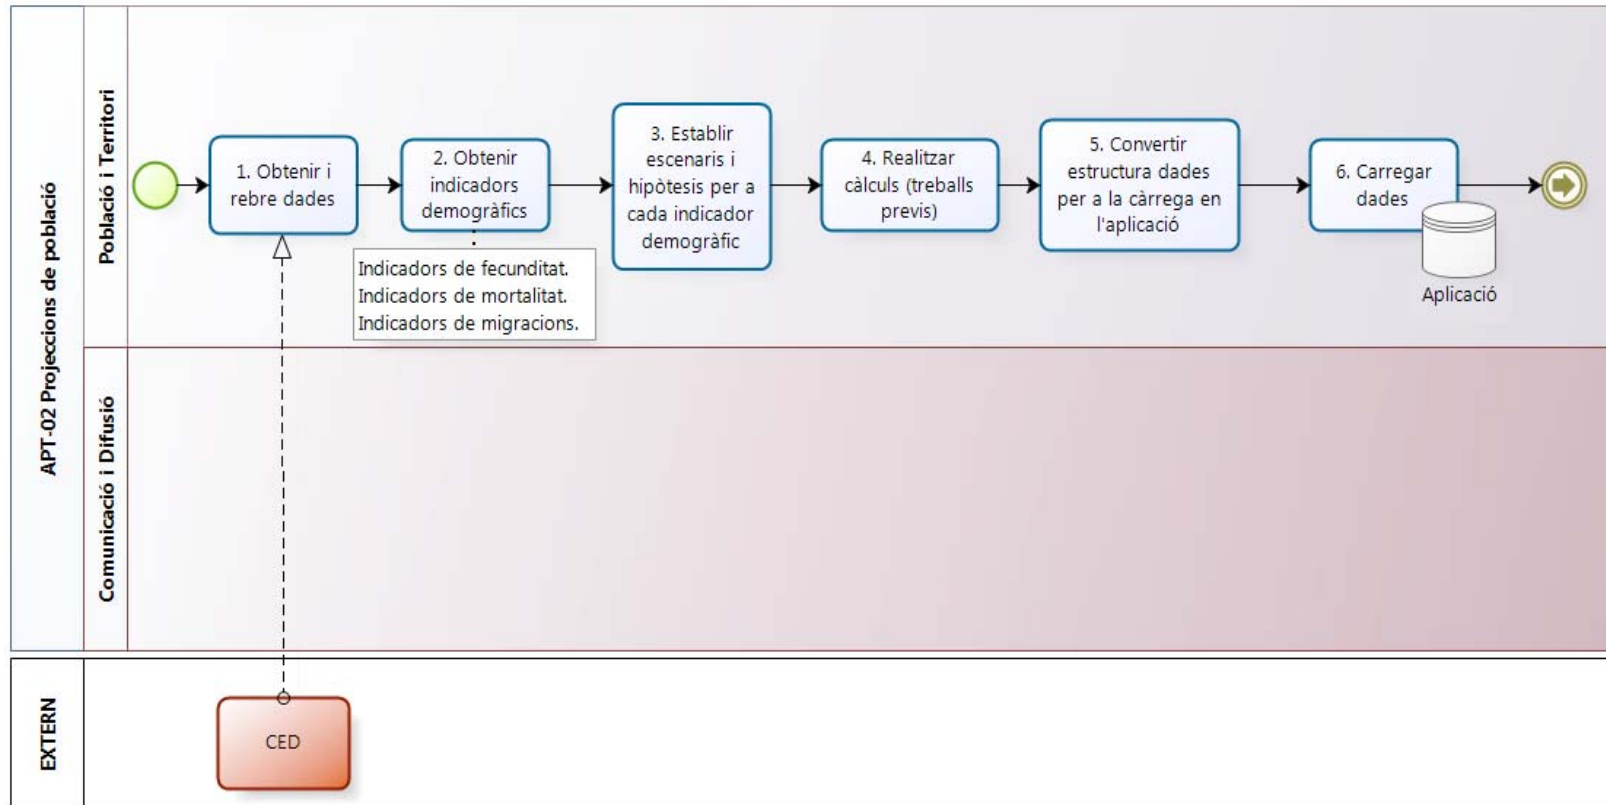 APT-02 Projeccions de població
Població i Territori
1. Obtenir i
rebre dades
2. Obtenir
indicadors
demogràfics
Indicadors de fecunditat.
Indicadors de mortalitat.
Indicadors de migracions.
3. Establir
escenaris i
hipòtesis per a
cada indicador
demogràfic
4. Realitzar
càlculs (treballs
previs)
5. Convertir
estructura dades
per a la càrrega en
l'aplicació
6. Carregar
dades
Aplicació
Comunicació i Difusió
EXTERN
CED